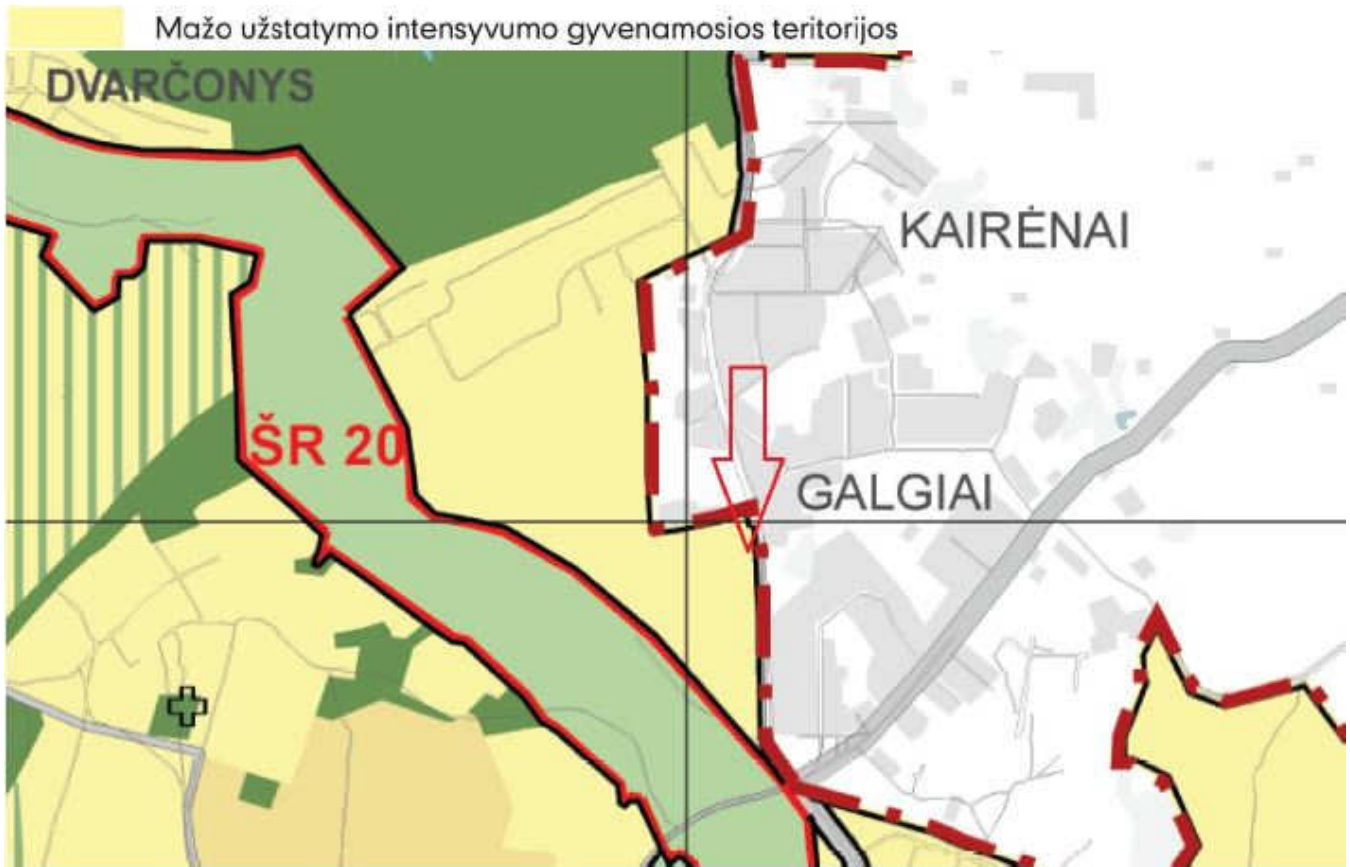 Mažo užstatymo intensyvumo gyvenamosios teritorijos
DVARČONYS
KAIRĖNAI
ŠR 20
GALGIAI